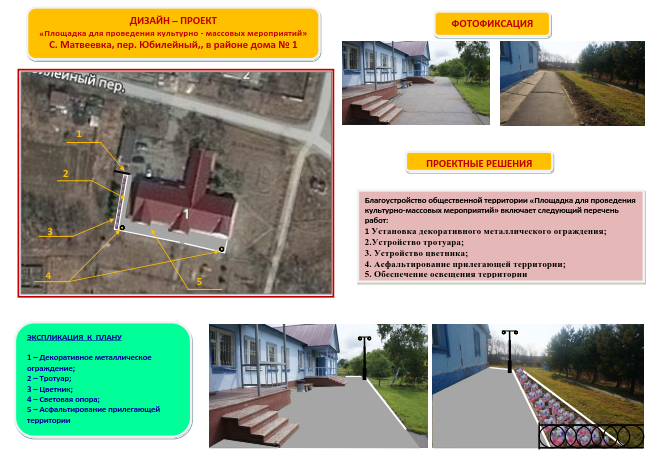 ДИЗАЙН – ПРОЕКТ
«Площадка для проведения культурно - массовых мероприятий»
С. Матвеевка, пер. Юбилейный,, в районе дома № 1
ФОТОФИКСАЦИЯ
билейный пер.
2
1
2
3
4
5
1
ПРОЕКТНЫЕ РЕШЕНИЯ
Благоустройство общественной территории «Площадка для проведения
культурно-массовых мероприятий» включает следующий перечень
работ:
1 Установка декоративного металлического ограждения;
2.Устройство тротуара;
3. Устройство цветника;
4. Асфальтирование прилегающей территории;
5. Обеспечение освещения территории
ЭКСПЛИКАЦИЯ К ПЛАНУ
1 – Декоративное металлическое
ограждение;
2 – Тротуар;
3 – Цветник;
4 – Световая опора;
5 – Асфальтирование прилегающей
территории